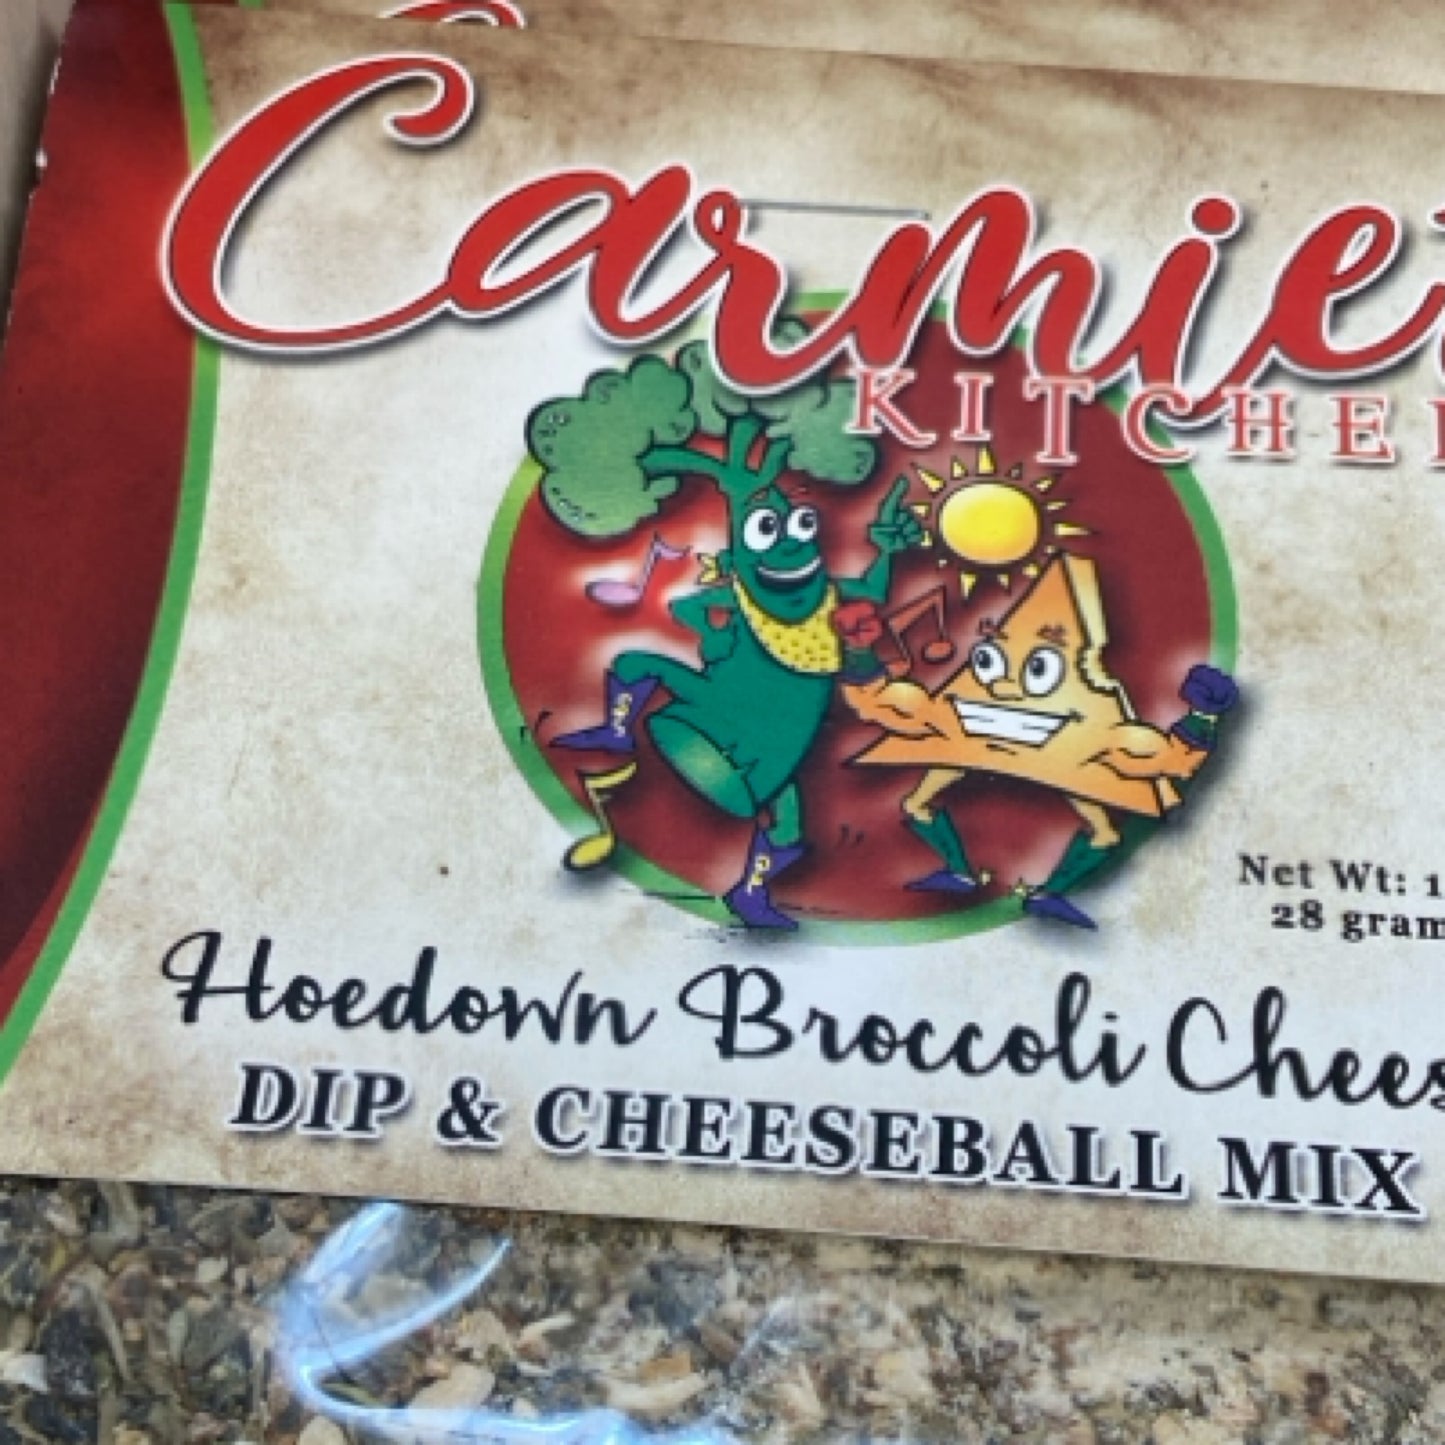 Carmie
KITCHE
Net Wt: 1
28 gram
Hoedown Broccoli Chees
DIP & CHEESEBALL MIX